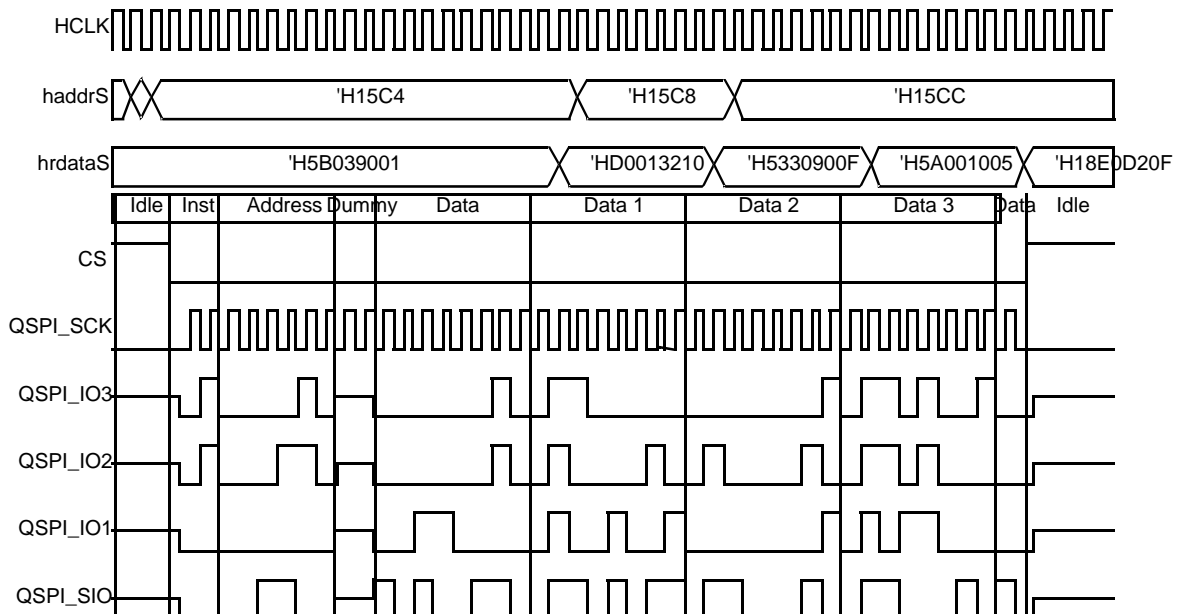 HCLK
haddrS 'H15C4 'H15C8 'H15CC
hrdataS 'H5B039001 'HD0013210 'H5330900F 'H5A001005 'H18E0D20F
Idle Inst Address Dummy Data Data 1 Data 2 Data 3 Data Idle
CS
QSPI_SCK
QSPI_IO3
QSPI_IO2
QSPI_IO1
QSPI_SIO